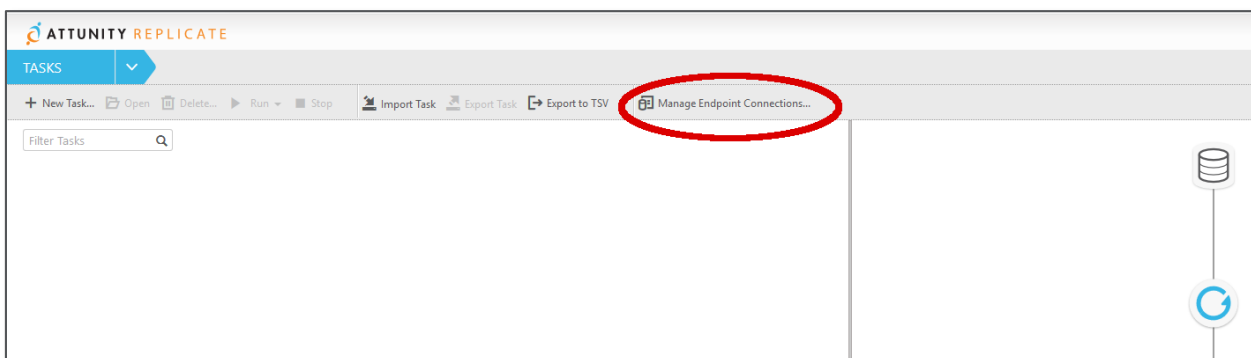 ATTUNITY REPLICATE
TASKS
New Task... Open Delete... Run Stop Import Task Export Task Export to TSV Manage Endpoint Connections...
Filter Tasks